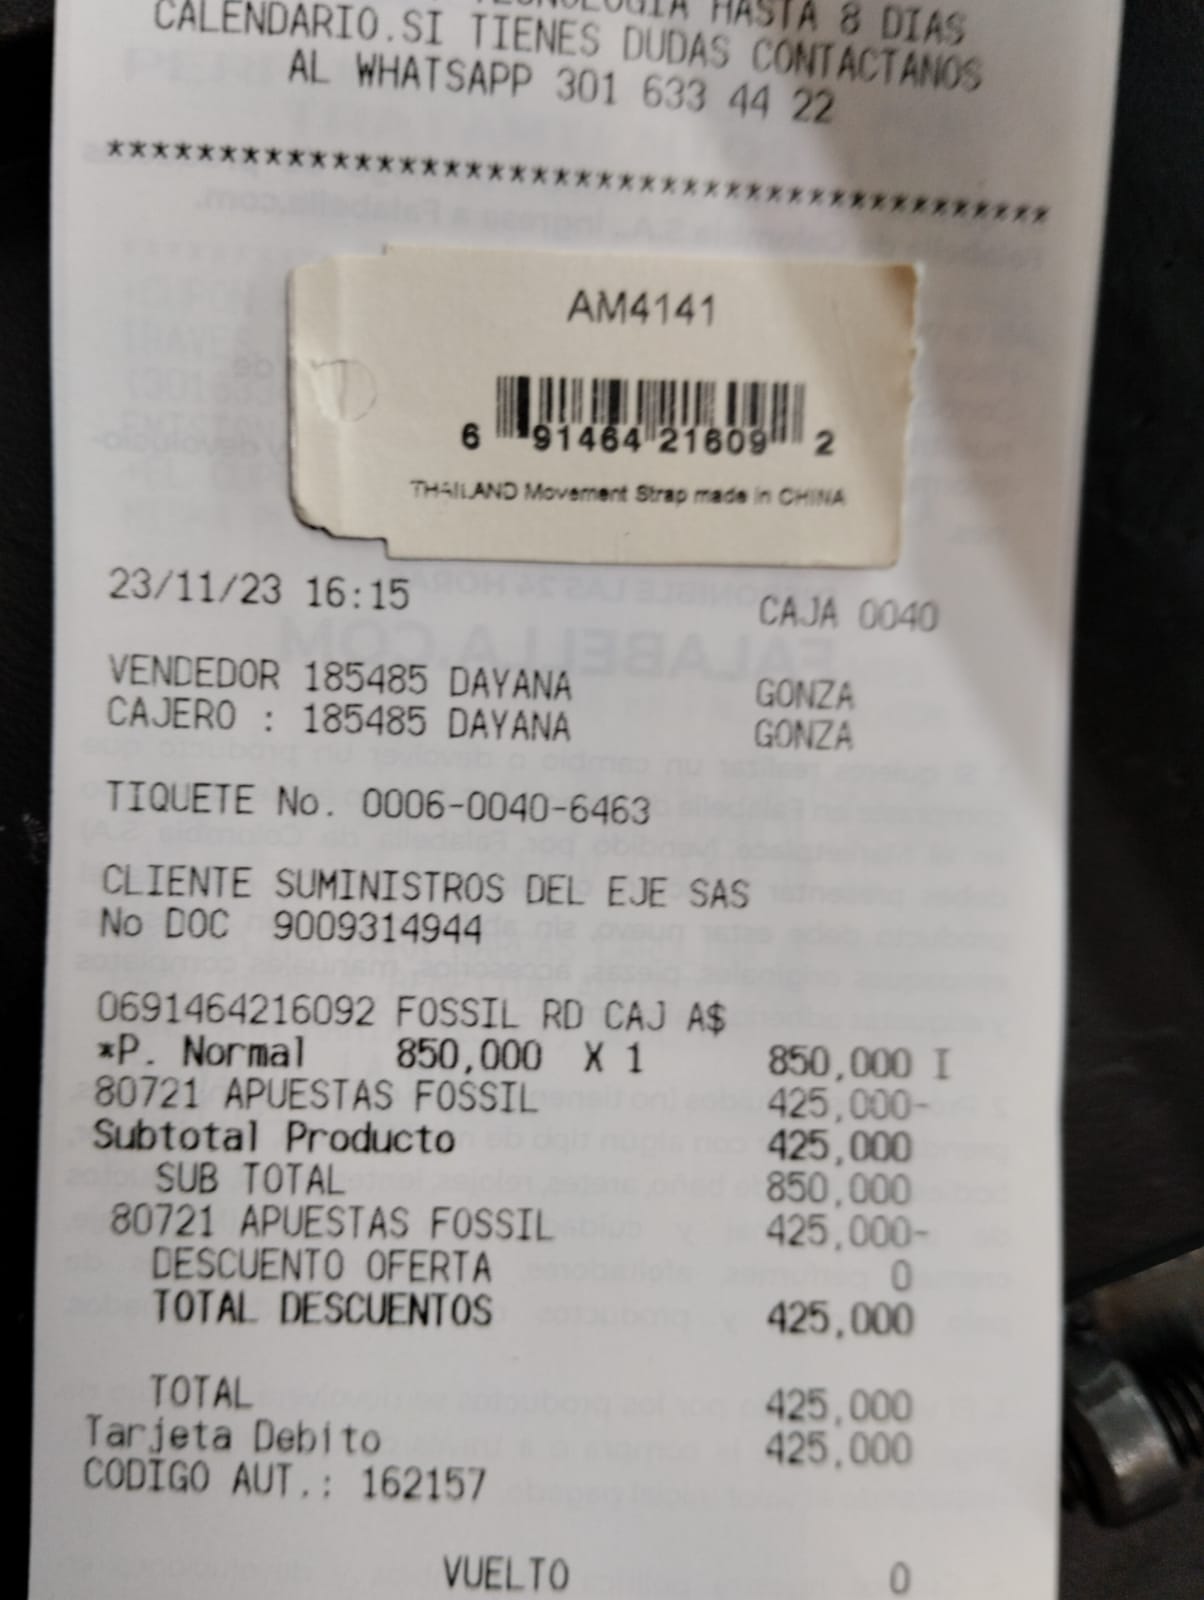 TECNOLOGIA HASTA 8 DIAS
CALENDARIO.SI TIENES DUDAS CONTACTANOS
AL WHATSAPP 301 633 44 22
******************************************
AM4141
6 91464 21609 2
THAILAND Movement Strap made in CHINA
23/11/23 16:15 CAJA 0040
VENDEDOR 185485 DAYANA GONZA
CAJERO : 185485 DAYANA GONZA
TIQUETE No. 0006-0040-6463
CLIENTE SUMINISTROS DEL EJE SAS
No DOC 9009314944
0691464216092 FOSSIL RD CAJ A$
*P. Normal 850,000 X 1 850,000 I
80721 APUESTAS FOSSIL 425,000-
Subtotal Producto 425,000
SUB TOTAL 850,000
80721 APUESTAS FOSSIL 425,000-
DESCUENTO OFERTA 0
TOTAL DESCUENTOS 425,000
TOTAL 425,000
Tarjeta Debito 425,000
CODIGO AUT.: 162157
VUELTO 0